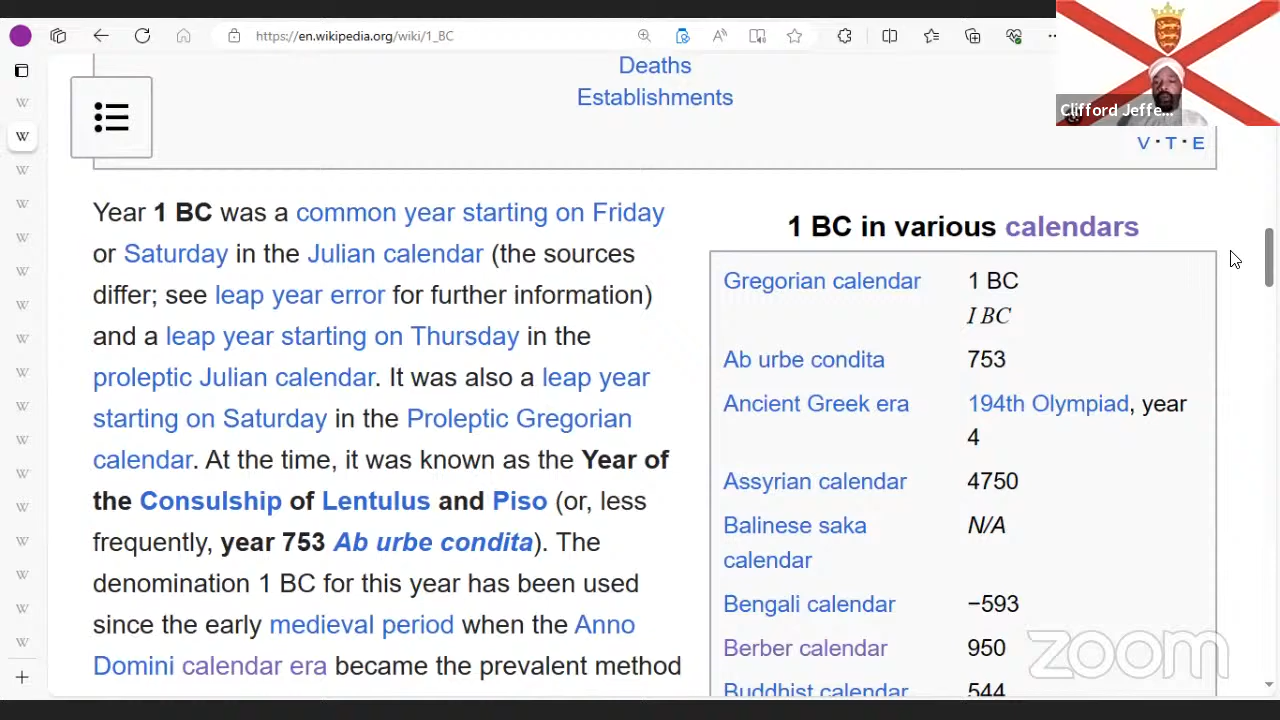 https://en.wikipedia.org/wiki/1_BC
Clifford Jeffe...
Deaths
Establishments
V · T · E
Year 1 BC was a common year starting on Friday
or Saturday in the Julian calendar (the sources
differ; see leap year error for further information)
and a leap year starting on Thursday in the
proleptic Julian calendar. It was also a leap year
starting on Saturday in the Proleptic Gregorian
calendar. At the time, it was known as the Year of
the Consulship of Lentulus and Piso (or, less
frequently, year 753 Ab urbe condita). The
denomination 1 BC for this year has been used
since the early medieval period when the Anno
Domini calendar era became the prevalent method
1 BC in various calendars
Gregorian calendar 1 BC
I BC
Ab urbe condita 753
Ancient Greek era 194th Olympiad, year
4
Assyrian calendar 4750
Balinese saka N/A
calendar
Bengali calendar −593
Berber calendar 950
Buddhist calendar 544
zoom